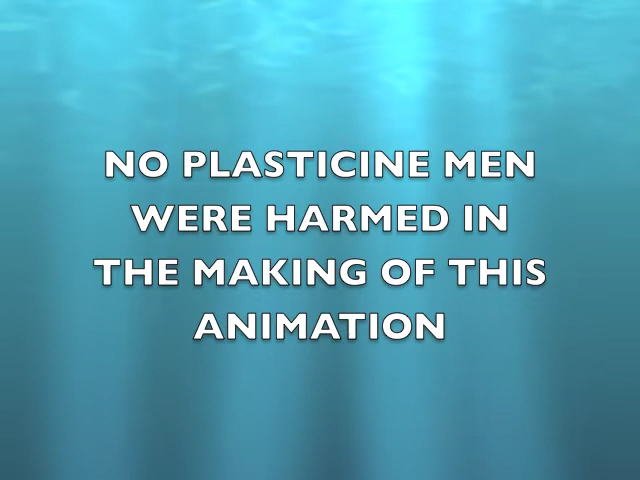 NO PLASTICINE MEN
WERE HARMED IN
THE MAKING OF THIS
ANIMATION